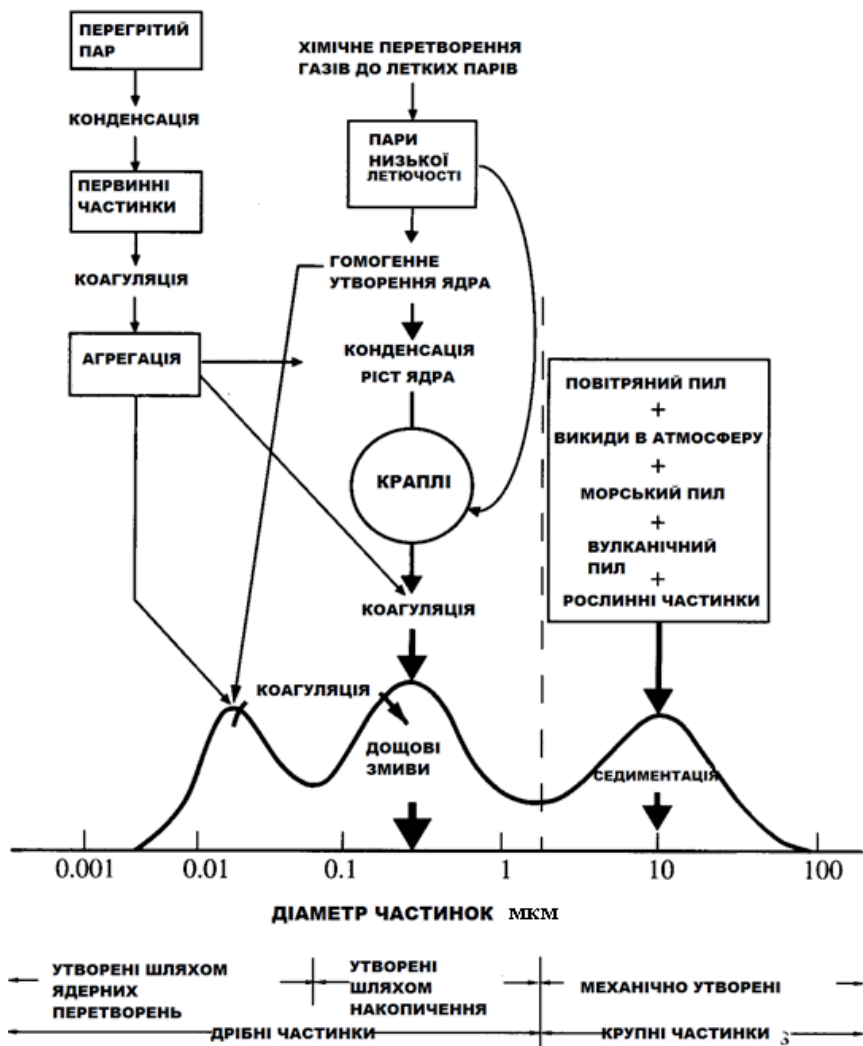 ПЕРЕГРІТИЙ
ПАР
КОНДЕНСАЦІЯ
ПЕРВИННІ
ЧАСТИНКИ
КОАГУЛЯЦІЯ
АГРЕГАЦІЯ
ХІМІЧНЕ ПЕРЕТВОРЕННЯ
ГАЗІВ ДО ЛЕТКИХ ПАРІВ
ПАРИ
НИЗЬКОЇ
ЛЕТЮЧОСТІ
ГОМОГЕННЕ
УТВОРЕННЯ ЯДРА
КОНДЕНСАЦІЯ
РІСТ ЯДРА
КРАПЛІ
КОАГУЛЯЦІЯ
ПОВІТРЯНИЙ ПИЛ
+
ВИКИДИ В АТМОСФЕРУ
+
МОРСЬКИЙ ПИЛ
+
ВУЛКАНІЧНИЙ
ПИЛ
+
РОСЛИННІ ЧАСТИНКИ
КОАГУЛЯЦІЯ
ДОЩОВІ
ЗМИВИ
СЕДИМЕНТАЦІЯ
0.001 0.01 0.1 1 10 100
ДІАМЕТР ЧАСТИНОК МКМ
УТВОРЕНІ ШЛЯХОМ
ЯДЕРНИХ
ПЕРЕТВОРЕНЬ
УТВОРЕНІ
ШЛЯХОМ
НАКОПИЧЕННЯ
МЕХАНІЧНО УТВОРЕНІ
ДРІБНІ ЧАСТИНКИ
КРУПНІ ЧАСТИНКИ 3